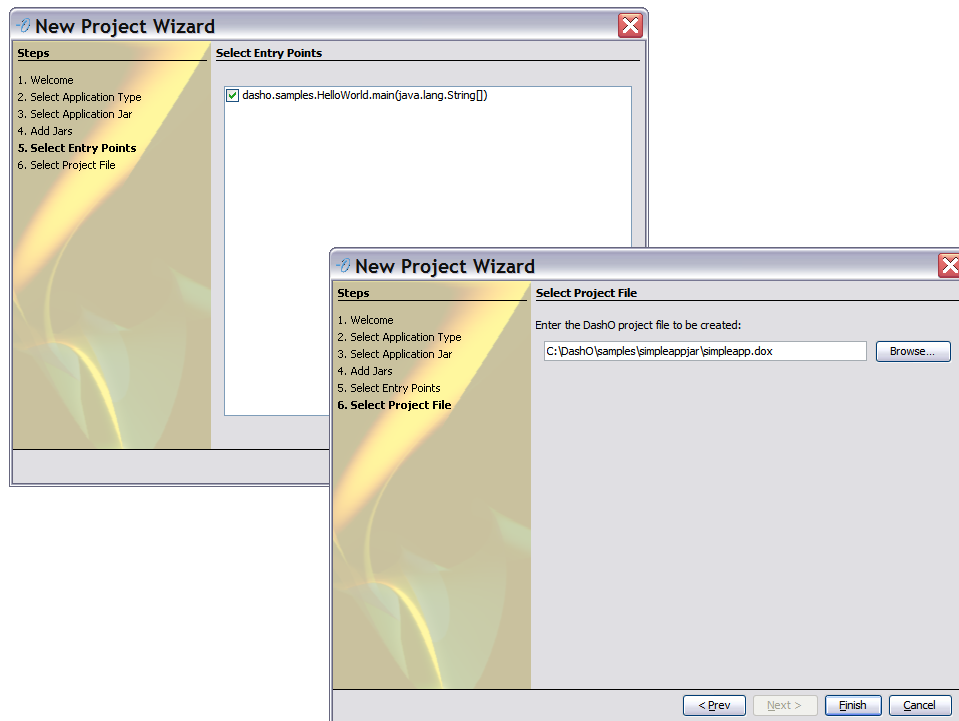 New Project Wizard
Steps
1. Welcome
2. Select Application Type
3. Select Application Jar
4. Add Jars
5. Select Entry Points
6. Select Project File
Select Entry Points
dasho.samples.HelloWorld.main(java.lang.String[])
New Project Wizard
Steps
1. Welcome
2. Select Application Type
3. Select Application Jar
4. Add Jars
5. Select Entry Points
6. Select Project File
Select Project File
Enter the DashO project file to be created:
C:\DashO\samples\simpleappjar\simpleapp.dox
Browse...
< Prev
Next >
Finish
Cancel